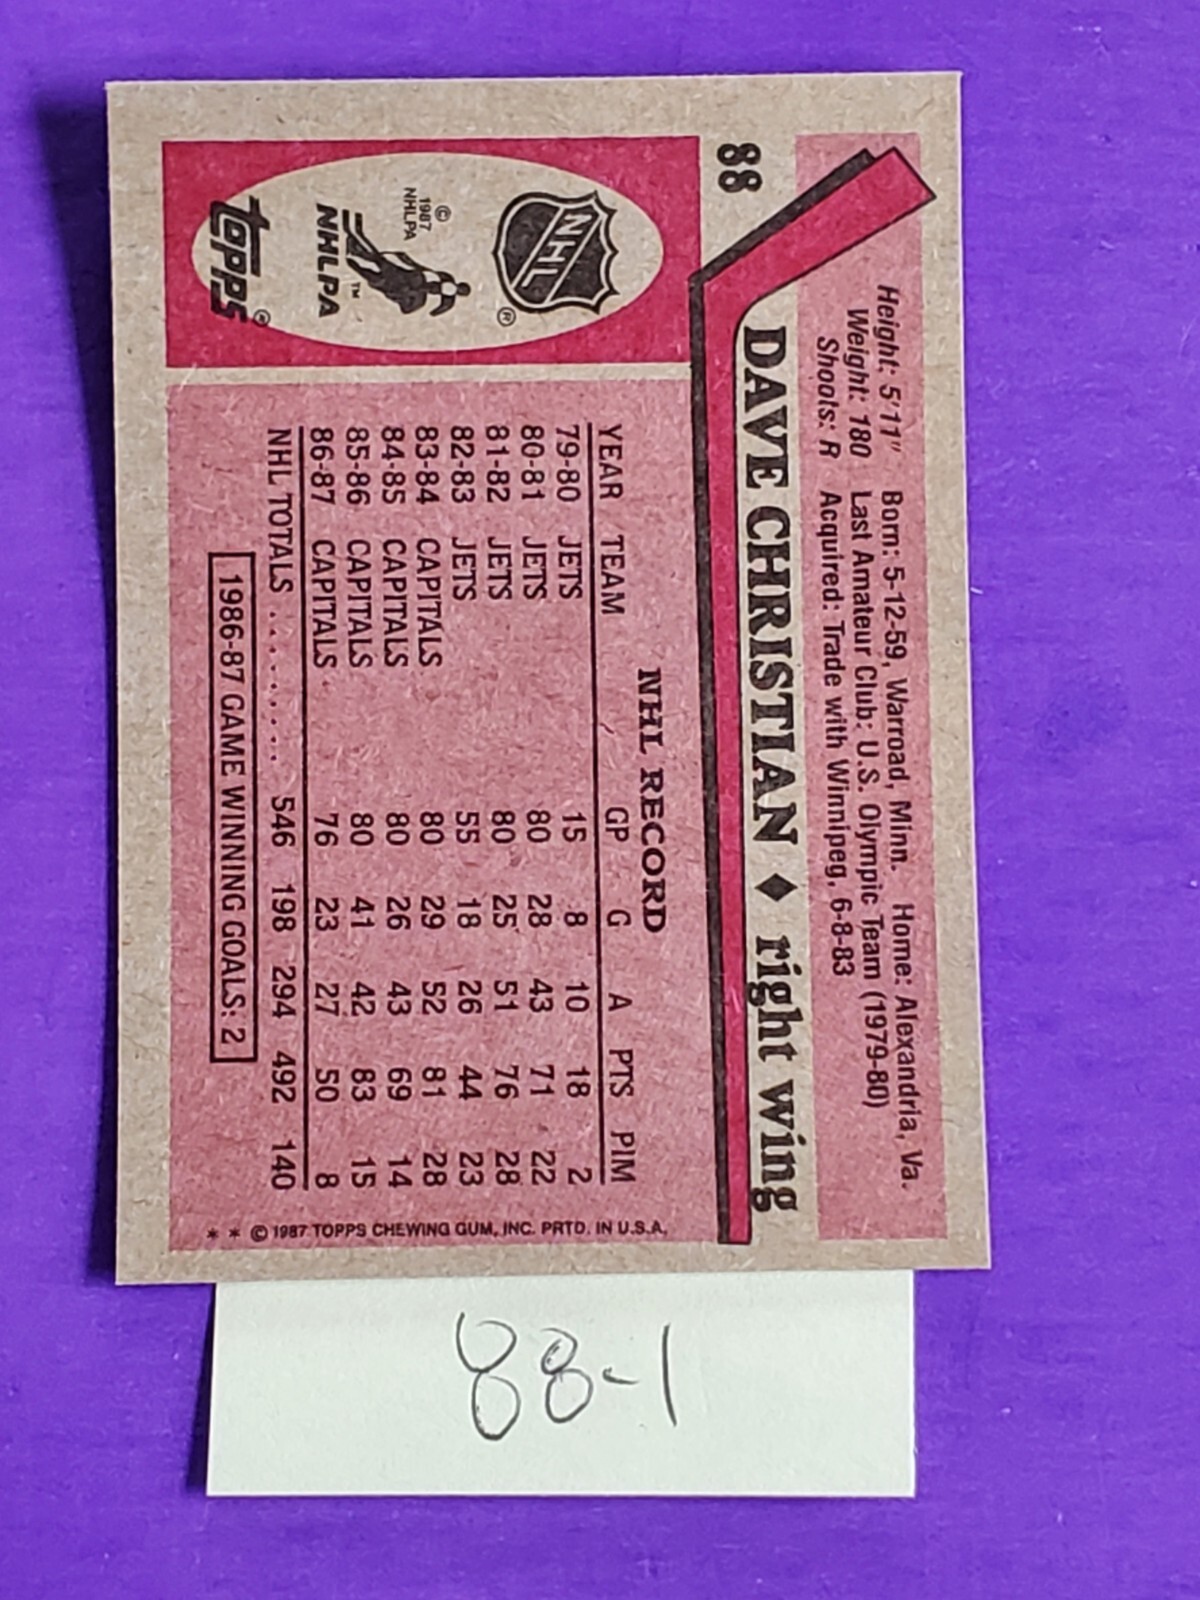 88
Height: 5'11" Born: 5-12-59, Warroad, Minn. Home: Alexandria, Va.
Weight: 180 Last Amateur Club: U.S. Olympic Team (1979-80)
Shoots: R Acquired: Trade with Winnipeg, 6-8-83
DAVE CHRISTIAN ♦ right wing
NHL
®
© 1987 NHLPA
NHLPA™
TOPPS®
NHL RECORD
YEAR TEAM GP G A PTS PIM
79-80 JETS 15 8 10 18 2
80-81 JETS 80 28 43 71 22
81-82 JETS 80 25 51 76 28
82-83 JETS 55 18 26 44 23
83-84 CAPITALS 80 29 52 81 28
84-85 CAPITALS 80 26 43 69 14
85-86 CAPITALS 80 41 42 83 15
86-87 CAPITALS 76 23 27 50 8
NHL TOTALS .......... 546 198 294 492 140
1986-87 GAME WINNING GOALS: 2
* * © 1987 TOPPS CHEWING GUM, INC. PRTD. IN U.S.A.
88-1